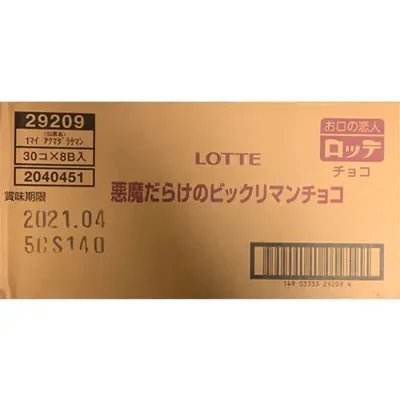 29209
(伝票名)
1マイ アクマダラケマン
30コ×8B入
2040451
賞味期限
2021.04
5CS140
LOTTE
悪魔だらけのビックリマンチョコ
お口の恋人
ロッテ
チョコ
149 03333 29209 4